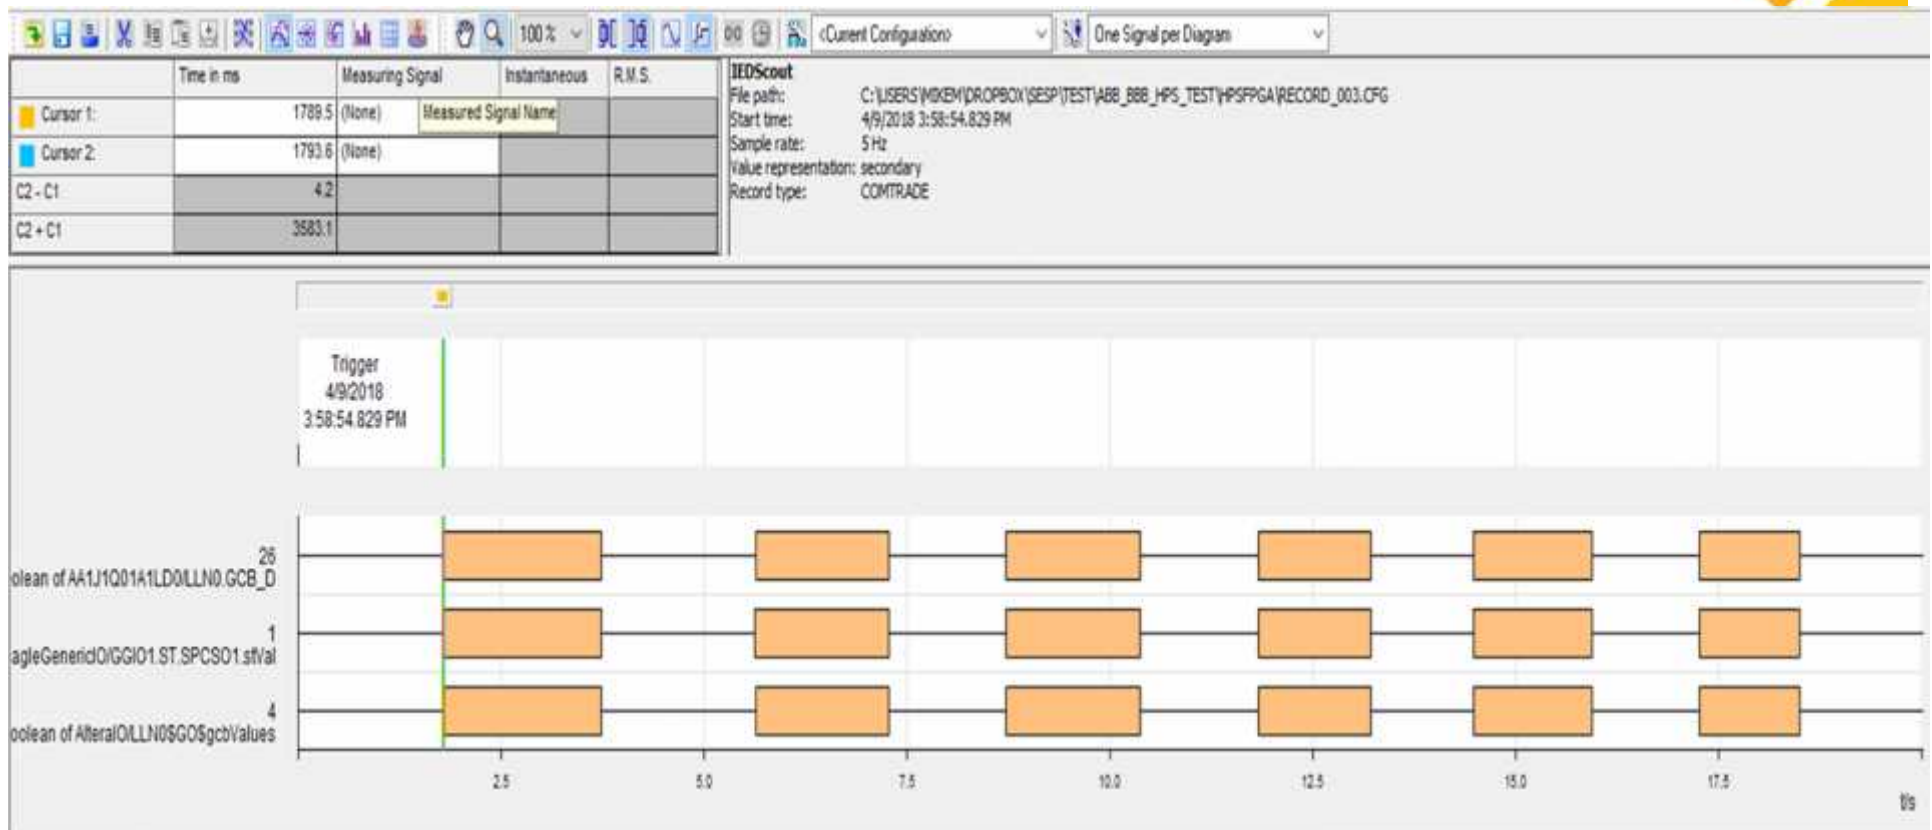 100% <Current Configuration> One Signal per Diagram
Time in ms Measuring Signal Instantaneous R.M.S.
Cursor 1: 1789.5 (None) Measured Signal Name
Cursor 2: 1793.6 (None)
C2 - C1 4.2
C2 + C1 3583.1
IEDScout
File path: C:\USERS\MIKEM\DROPBOX\SESP\TEST\ABB_BBB_HPS_TEST\HPSFPGA\RECORD_003.CFG
Start time: 4/9/2018 3:58:54.829 PM
Sample rate: 5 Hz
Value representation: secondary
Record type: COMTRADE
Trigger
4/9/2018
3:58:54.829 PM
26
olean of AA1J1Q01A1LD0/LLN0.GCB_D
1
agleGenericIO/GGIO1.ST.SPCSO1.stVal
4
oolean of AlteraIO/LLN0$GO$gcbValues
2.5 5.0 7.5 10.0 12.5 15.0 17.5
t/s